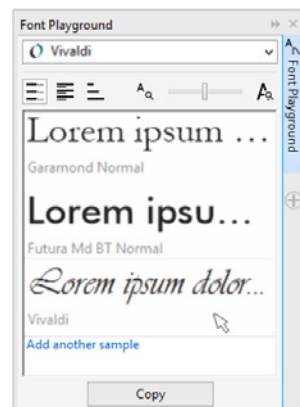 Font Playground
Vivaldi
Lorem ipsum ...
Garamond Normal
Lorem ipsu...
Futura Md BT Normal
Lorem ipsum dolor...
Vivaldi
Add another sample
Copy
Font Playground